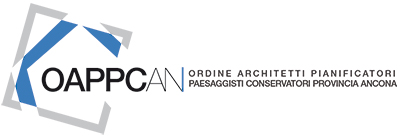 OAPPCAN
ORDINE ARCHITETTI PIANIFICATORI
PAESAGGISTI CONSERVATORI PROVINCIA ANCONA